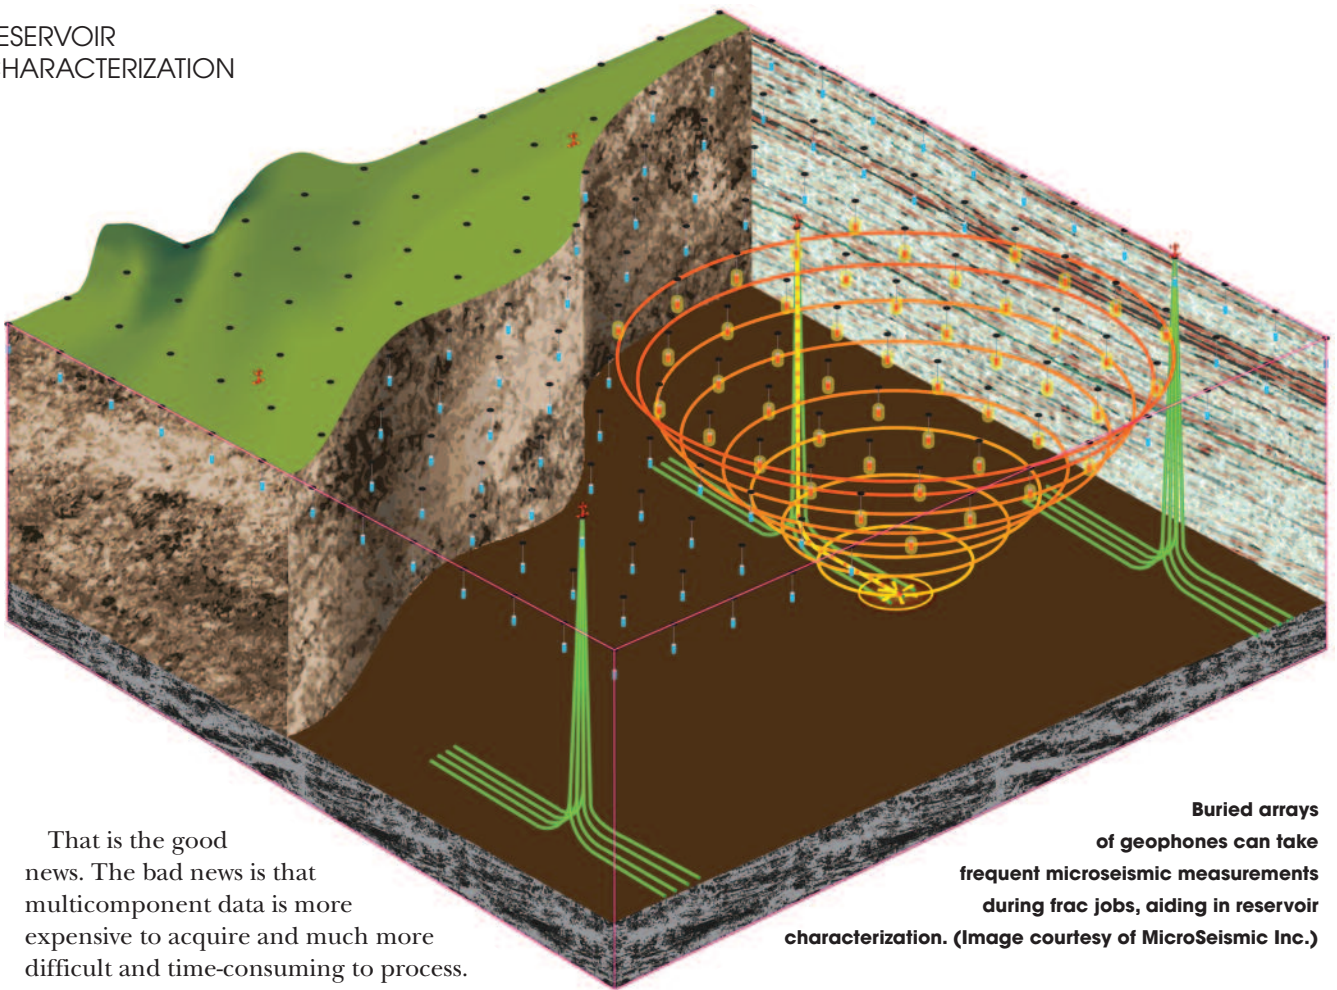 ESERVOIR
HARACTERIZATION
That is the good
news. The bad news is that
multicomponent data is more
expensive to acquire and much more
difficult and time-consuming to process.
Buried arrays
of geophones can take
frequent microseismic measurements
during frac jobs, aiding in reservoir
characterization. (Image courtesy of MicroSeismic Inc.)